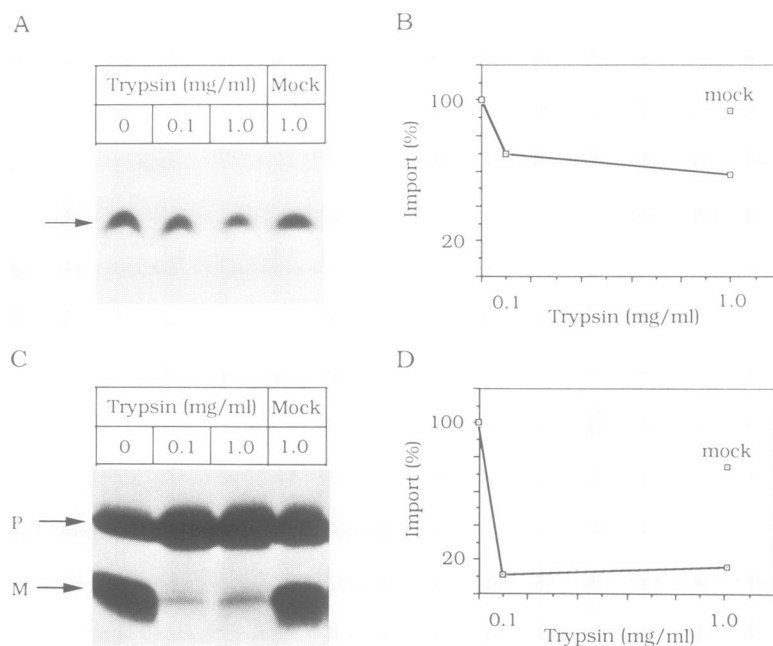 A
Trypsin (mg/ml) Mock
0 0.1 1.0 1.0
B
100
mock
Import (%)
20
0.1 1.0
Trypsin (mg/ml)
C
Trypsin (mg/ml) Mock
0 0.1 1.0 1.0
P
M
D
100
mock
Import (%)
20
0.1 1.0
Trypsin (mg/ml)